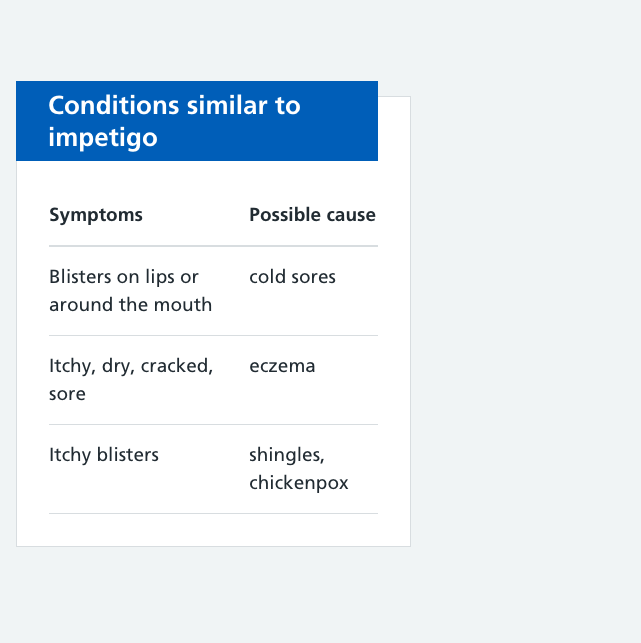 Conditions similar to
impetigo
Symptoms Possible cause
Blisters on lips or cold sores
around the mouth
Itchy, dry, cracked, eczema
sore
Itchy blisters shingles,
chickenpox